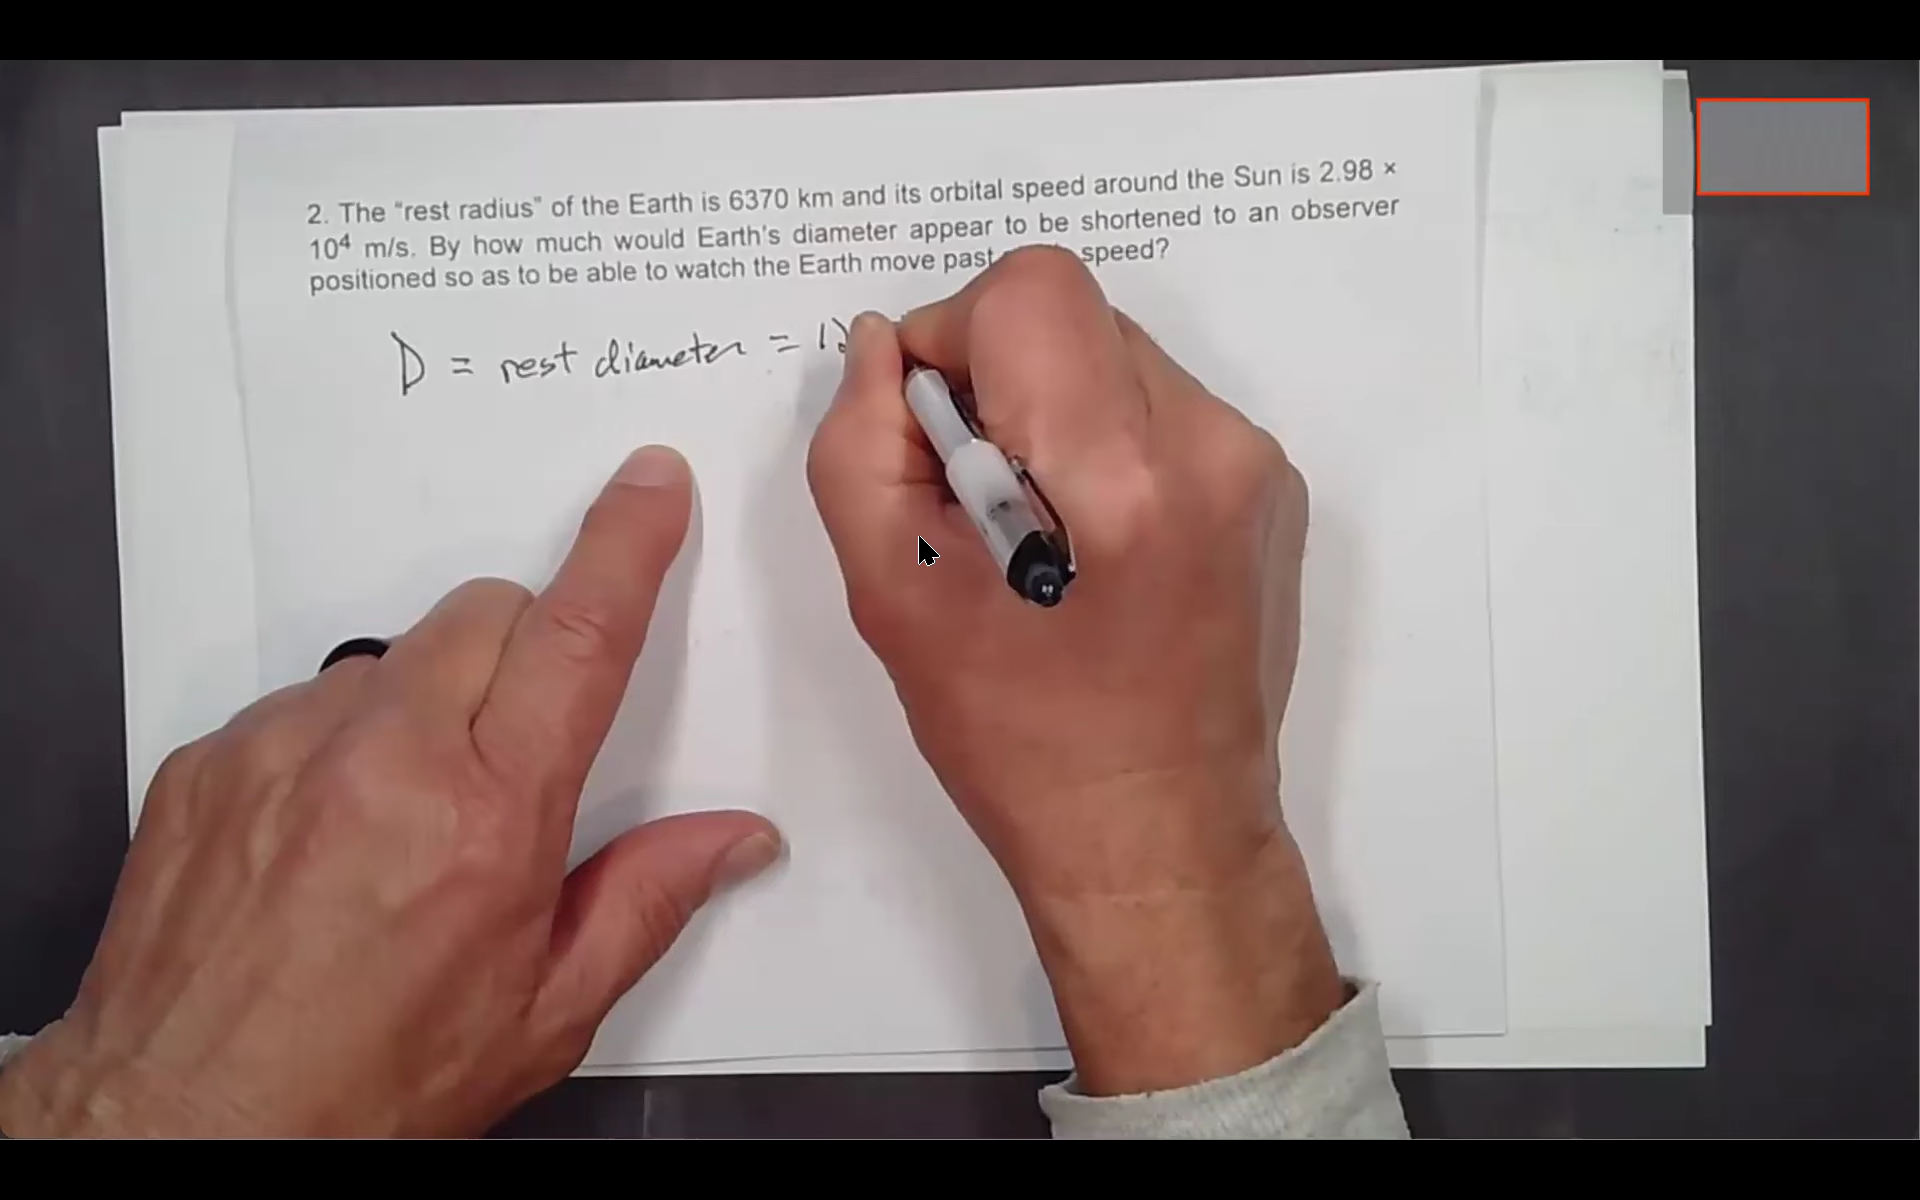 2. The “rest radius” of the Earth is 6370 km and its orbital speed around the Sun is 2.98 ×
10⁴ m/s. By how much would Earth's diameter appear to be shortened to an observer
positioned so as to be able to watch the Earth move past speed?
D = rest diameter = 12